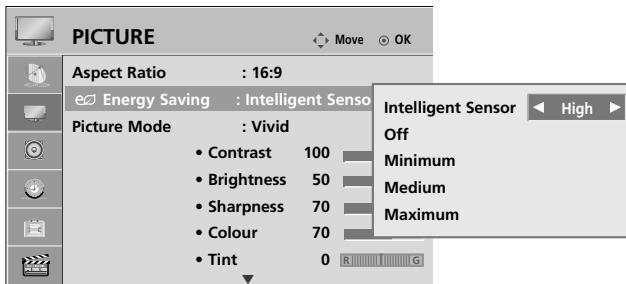 PICTURE Move OK
Aspect Ratio : 16:9
Energy Saving : Intelligent Senso
Picture Mode : Vivid
• Contrast 100
• Brightness 50
• Sharpness 70
• Colour 70
• Tint 0 R G
Intelligent Sensor ◄ High ►
Off
Minimum
Medium
Maximum